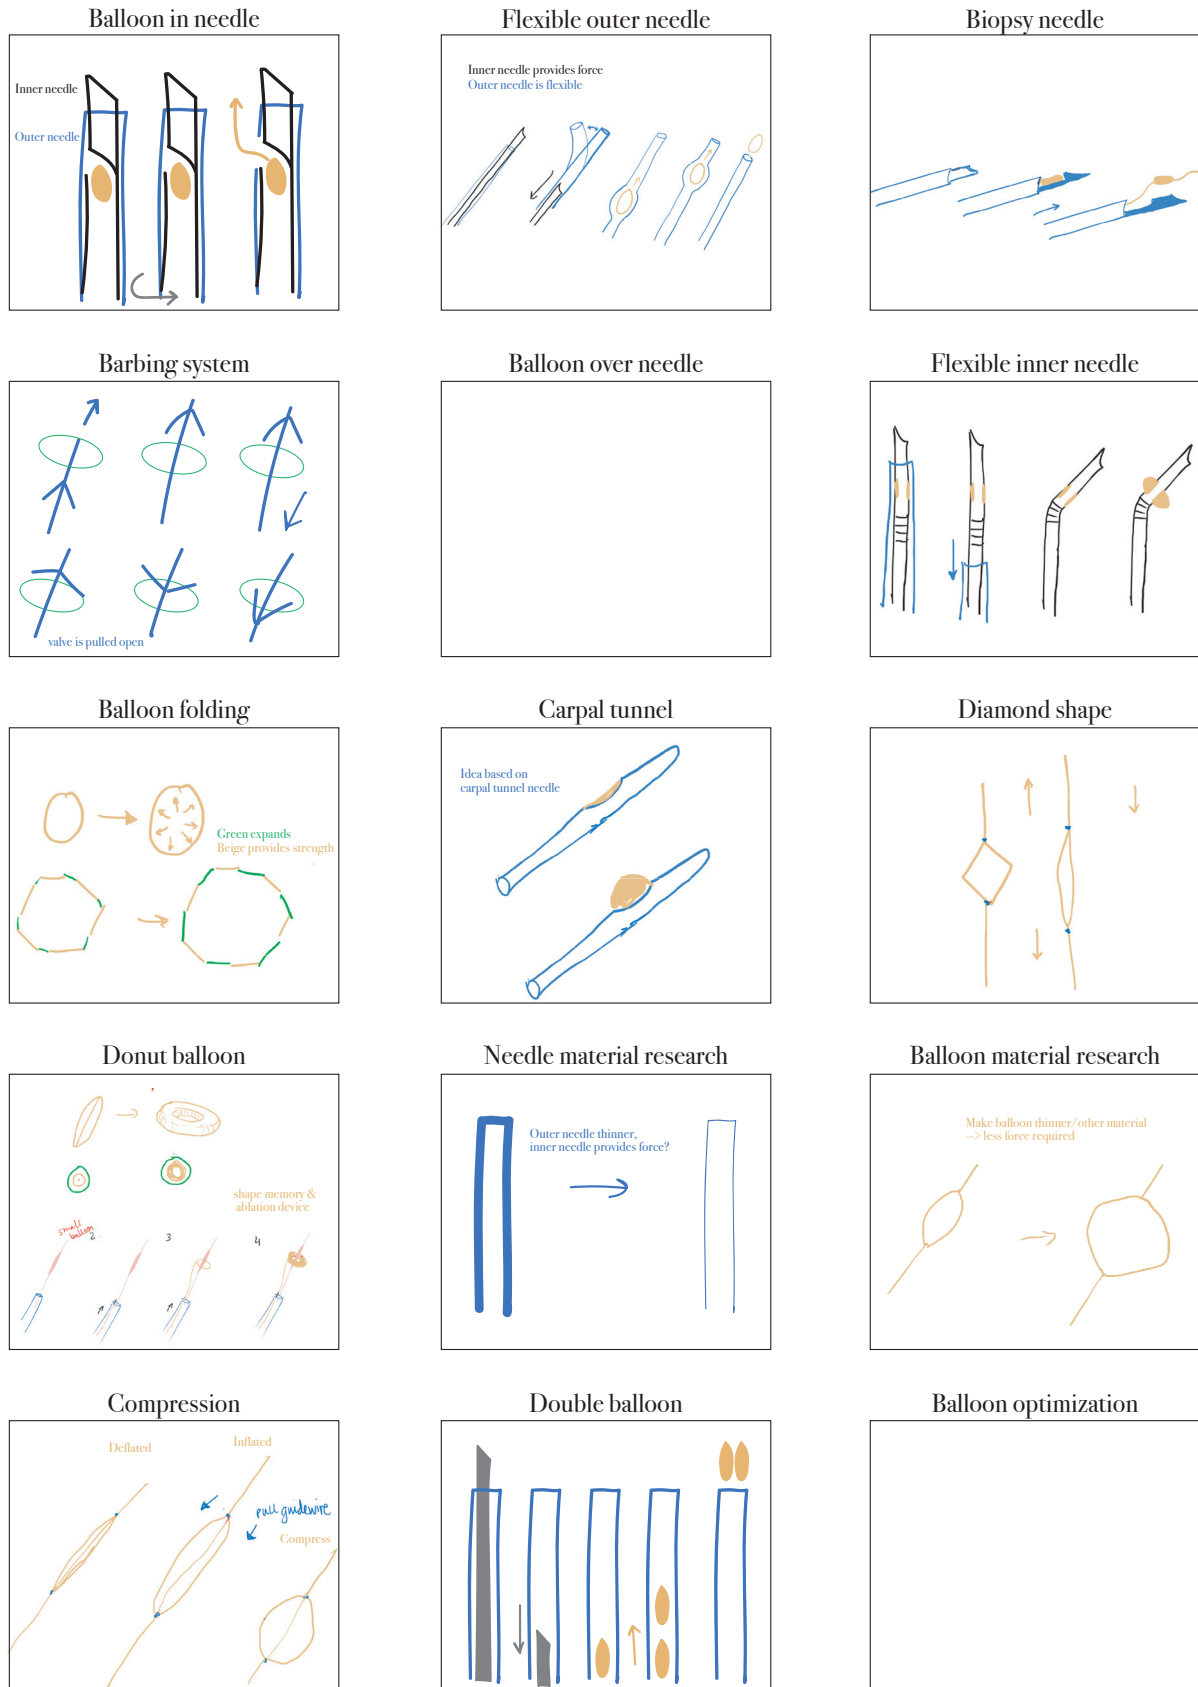 Balloon in needle
Inner needle
Outer needle
Flexible outer needle
Inner needle provides force
Outer needle is flexible
Biopsy needle
Barbing system
valve is pulled open
Balloon over needle
Flexible inner needle
Balloon folding
Green expands
Beige provides strength
Carpal tunnel
Idea based on
carpal tunnel needle
Diamond shape
Donut balloon
shape memory &
ablation device
small
balloon
2.
3
4
Needle material research
Outer needle thinner,
inner needle provides force?
Balloon material research
Make balloon thinner/other material
--> less force required
Compression
Deflated
Inflated
pull guidewire
Compress
Double balloon
Balloon optimization